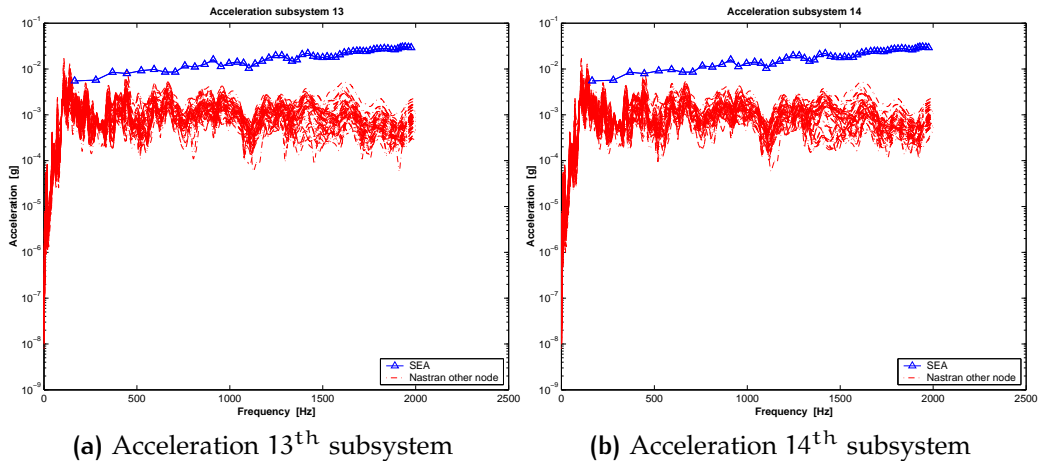 Acceleration subsystem 13
10⁻¹
10⁻²
10⁻³
10⁻⁴
10⁻⁵
10⁻⁶
10⁻⁷
10⁻⁸
10⁻⁹
Acceleration [g]
SEA
Nastran other node
0 500 1000 1500 2000 2500
Frequency [Hz]
(a) Acceleration 13th subsystem
Acceleration subsystem 14
10⁻¹
10⁻²
10⁻³
10⁻⁴
10⁻⁵
10⁻⁶
10⁻⁷
10⁻⁸
10⁻⁹
Acceleration [g]
SEA
Nastran other node
0 500 1000 1500 2000 2500
Frequency [Hz]
(b) Acceleration 14th subsystem